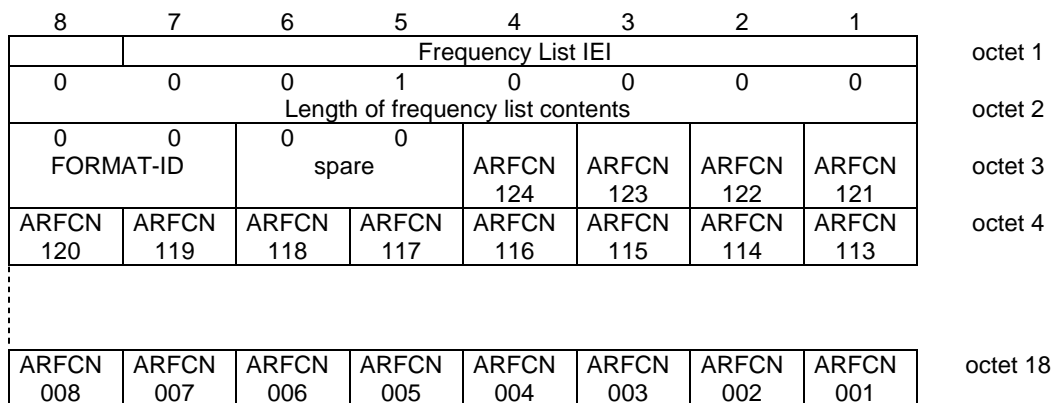 8 7 6 5 4 3 2 1
Frequency List IEI octet 1
0 0 0 1 0 0 0 0
Length of frequency list contents octet 2
0 0 0 0
FORMAT-ID spare ARFCN ARFCN ARFCN ARFCN octet 3
124 123 122 121
ARFCN ARFCN ARFCN ARFCN ARFCN ARFCN ARFCN ARFCN octet 4
120 119 118 117 116 115 114 113
ARFCN ARFCN ARFCN ARFCN ARFCN ARFCN ARFCN ARFCN octet 18
008 007 006 005 004 003 002 001